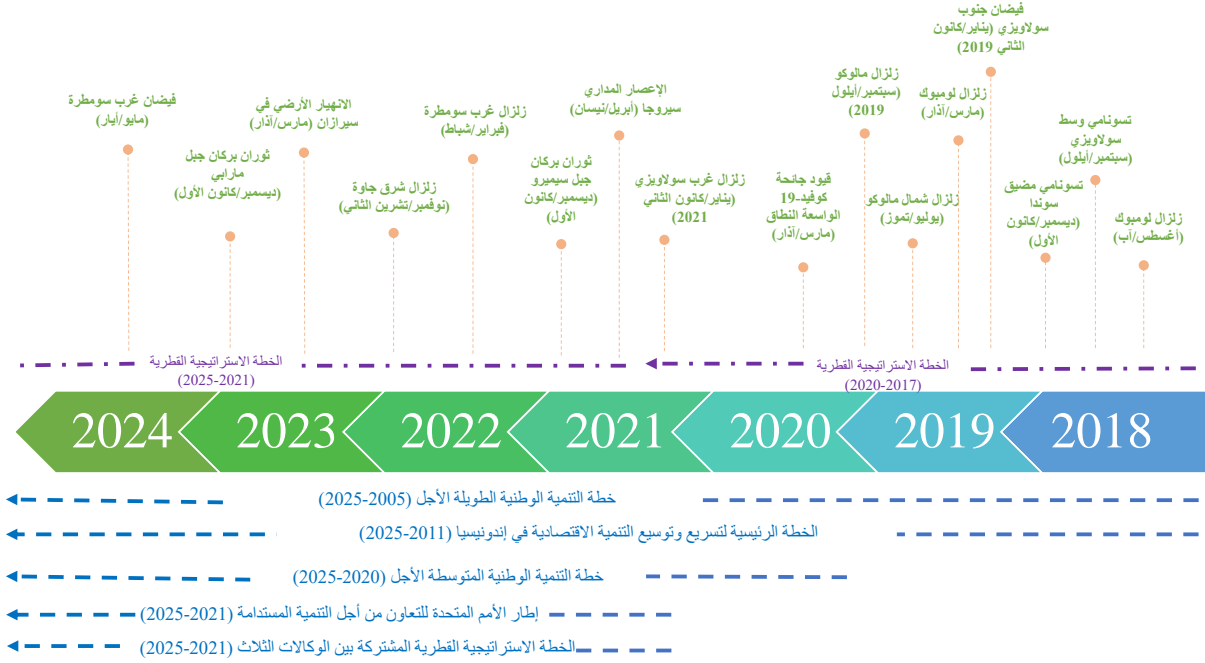 فيضان جنوب
سولاويزي (يناير/كانون
الثاني 2019)
زلزال لومبوك
(أغسطس/آب)
تسونامي وسط
سولاويزي
(سبتمبر/أيلول)
تسونامي مضيق
سوندا
(ديسمبر/كانون
الأول)
زلزال لومبوك
(مارس/آذار)
زلزال شمال مالوكو
(يوليو/تموز)
زلزال مالوكو
(سبتمبر/أيلول
2019)
قيود جائحة
كوفيد-19
الواسعة النطاق
(مارس/آذار)
زلزال غرب سولاويزي
(يناير/كانون الثاني
2021)
الإعصار المداري
سيروجا (أبريل/نيسان)
ثوران بركان
جبل سيميرو
(ديسمبر/كانون
الأول)
زلزال غرب سومطرة
(فبراير/شباط)
زلزال شرق جاوة
(نوفمبر/تشرين الثاني)
الانهيار الأرضي في
سيرازان (مارس/آذار)
ثوران بركان جبل
مارابي
(ديسمبر/كانون الأول)
فيضان غرب سومطرة
(مايو/أيار)
الخطة الاستراتيجية القطرية
(2020-2017)
الخطة الاستراتيجية القطرية
(2025-2021)
2018
2019
2020
2021
2022
2023
2024
خطة التنمية الوطنية الطويلة الأجل (2005-2025)
الخطة الرئيسية لتسريع وتوسيع التنمية الاقتصادية في إندونيسيا (2011-2025)
خطة التنمية الوطنية المتوسطة الأجل (2020-2025)
إطار الأمم المتحدة للتعاون من أجل التنمية المستدامة (2021-2025)
الخطة الاستراتيجية القطرية المشتركة بين الوكالات الثلاث (2021-2025)